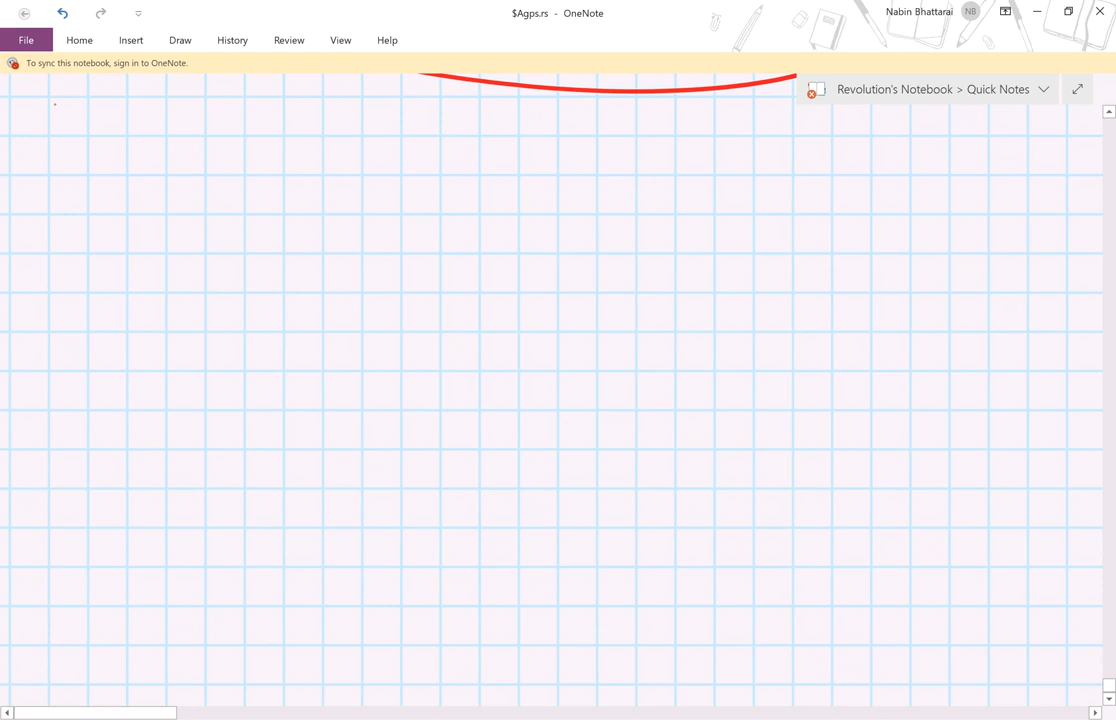 $Agps.rs - OneNote
Nabin Bhattarai NB
File Home Insert Draw History Review View Help
To sync this notebook, sign in to OneNote.
Revolution's Notebook > Quick Notes